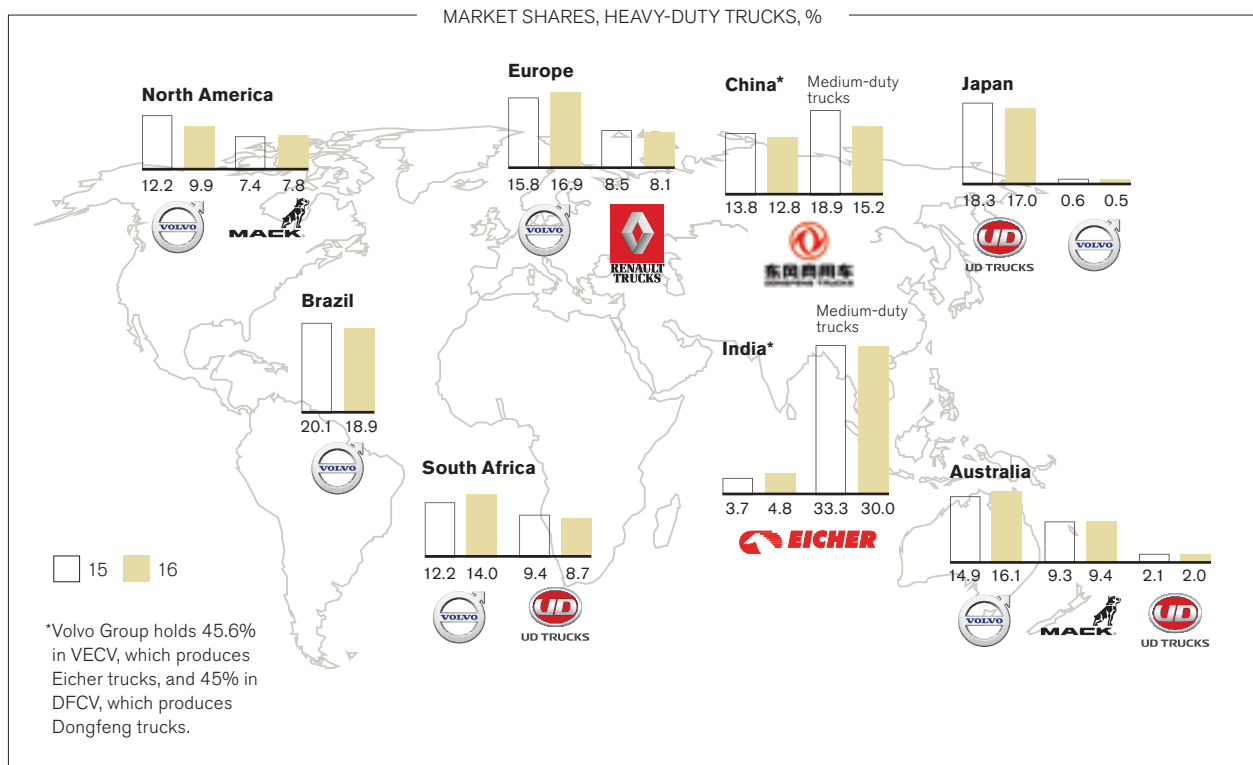 MARKET SHARES, HEAVY-DUTY TRUCKS, %
North America
12.2 9.9 7.4 7.8
VOLVO
MACK
Europe
15.8 16.9 8.5 8.1
VOLVO
RENAULT
TRUCKS
China*
Medium-duty
trucks
13.8 12.8 18.9 15.2
东风商用车
DONGFENG TRUCKS
Japan
18.3 17.0 0.6 0.5
UD
UD TRUCKS
VOLVO
Brazil
20.1 18.9
VOLVO
India*
Medium-duty
trucks
3.7 4.8 33.3 30.0
EICHER
South Africa
12.2 14.0 9.4 8.7
VOLVO
UD
UD TRUCKS
Australia
14.9 16.1 9.3 9.4 2.1 2.0
VOLVO
MACK
UD
UD TRUCKS
15 16
*Volvo Group holds 45.6%
in VECV, which produces
Eicher trucks, and 45% in
DFCV, which produces
Dongfeng trucks.